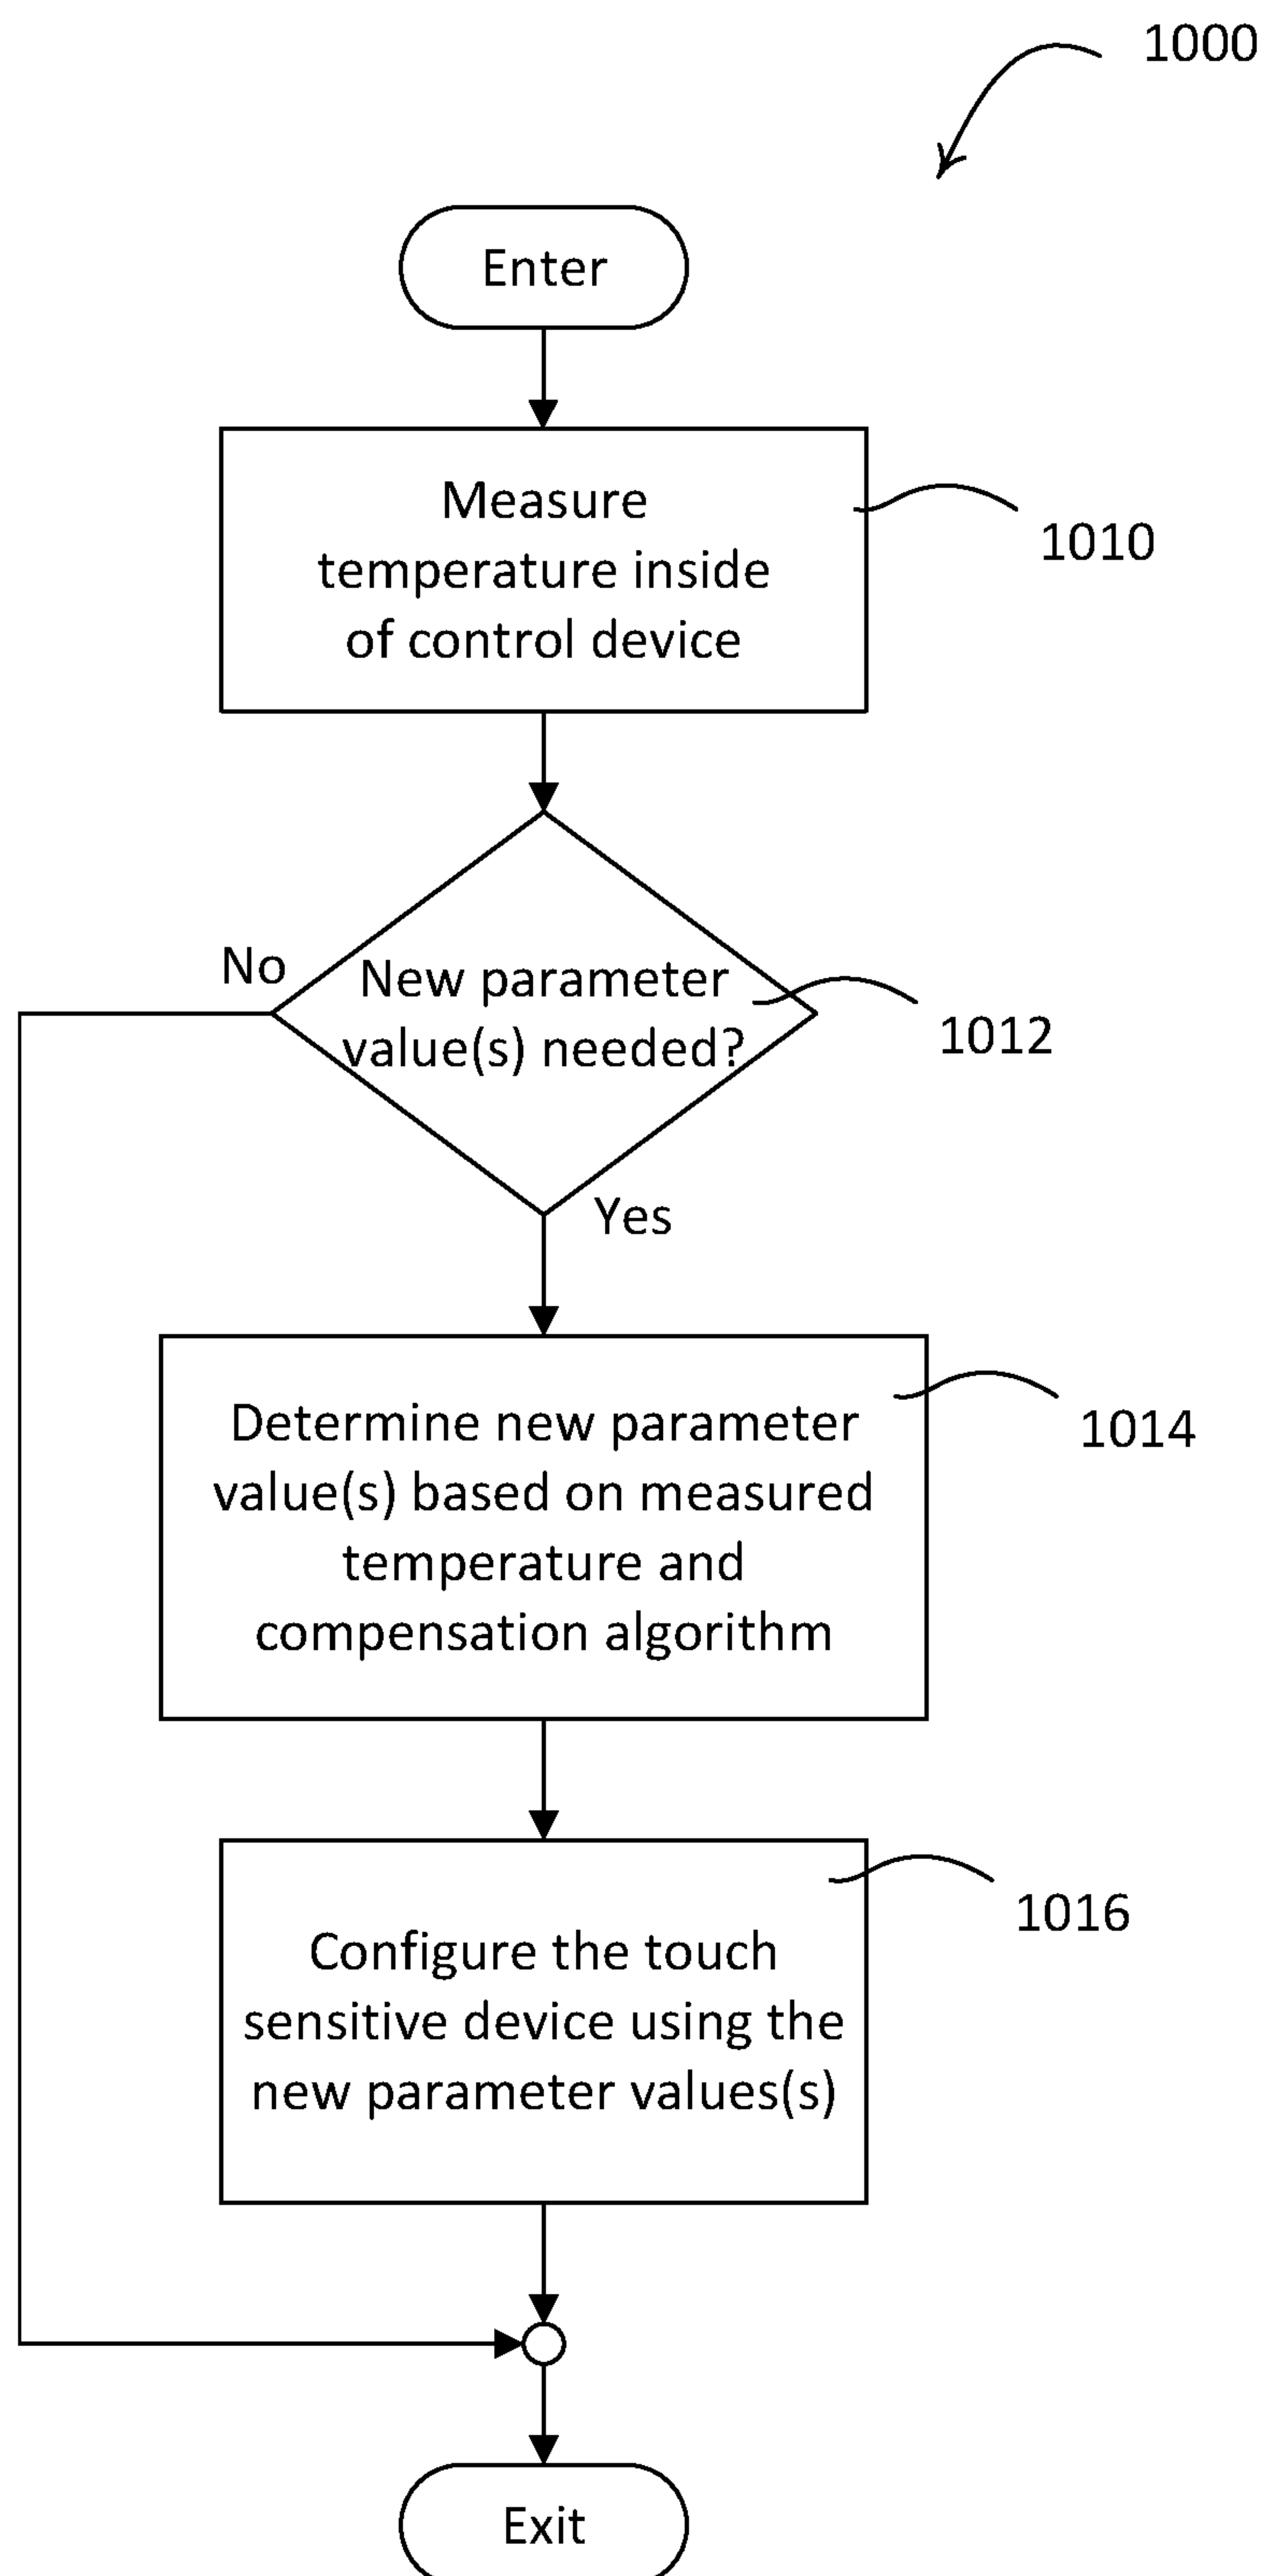 1000
Enter
Measure
temperature inside
of control device
1010
No
New parameter
value(s) needed?
1012
Yes
Determine new parameter
value(s) based on measured
temperature and
compensation algorithm
1014
Configure the touch
sensitive device using the
new parameter values(s)
1016
Exit